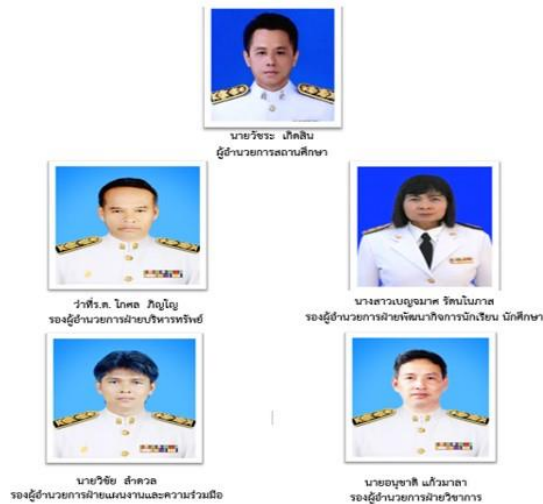 นายวัชระ เกิดสิน
ผู้อำนวยการสถานศึกษา
ว่าที่ร.ต. โกศล ภิญโญ
รองผู้อำนวยการฝ่ายบริหารทรัพย์
นางสาวเบญจมาศ รัตนโนภาส
รองผู้อำนวยการฝ่ายพัฒนากิจการนักเรียน นักศึกษา
นายวิชัย ลำดวล
รองผู้อำนวยการฝ่ายแผนงานและความร่วมมือ
นายอนุชาติ แก้วมาลา
รองผู้อำนวยการฝ่ายวิชาการ